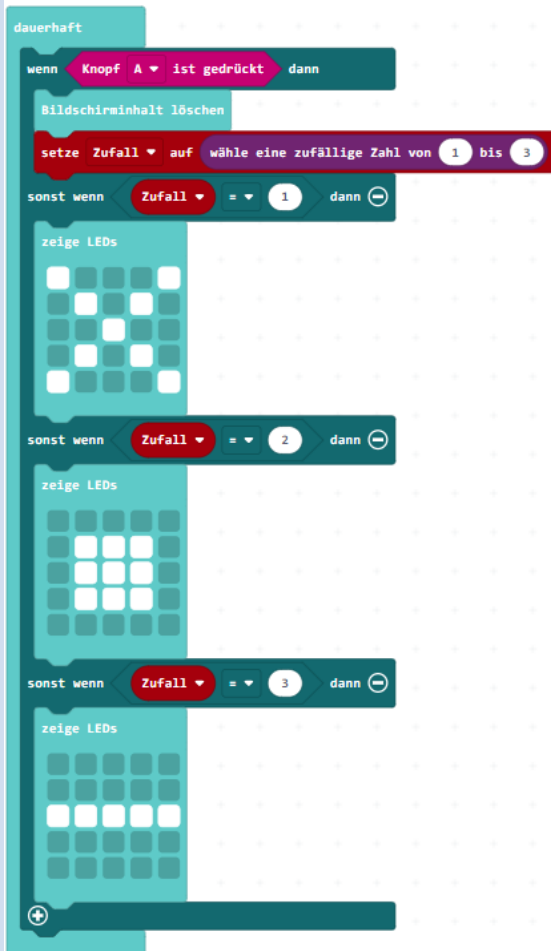 dauerhaft
wenn Knopf A ist gedrückt dann
Bildschirminhalt löschen
setze Zufall auf wähle eine zufällige Zahl von 1 bis 3
sonst wenn Zufall = 1 dann
zeige LEDs
sonst wenn Zufall = 2 dann
zeige LEDs
sonst wenn Zufall = 3 dann
zeige LEDs